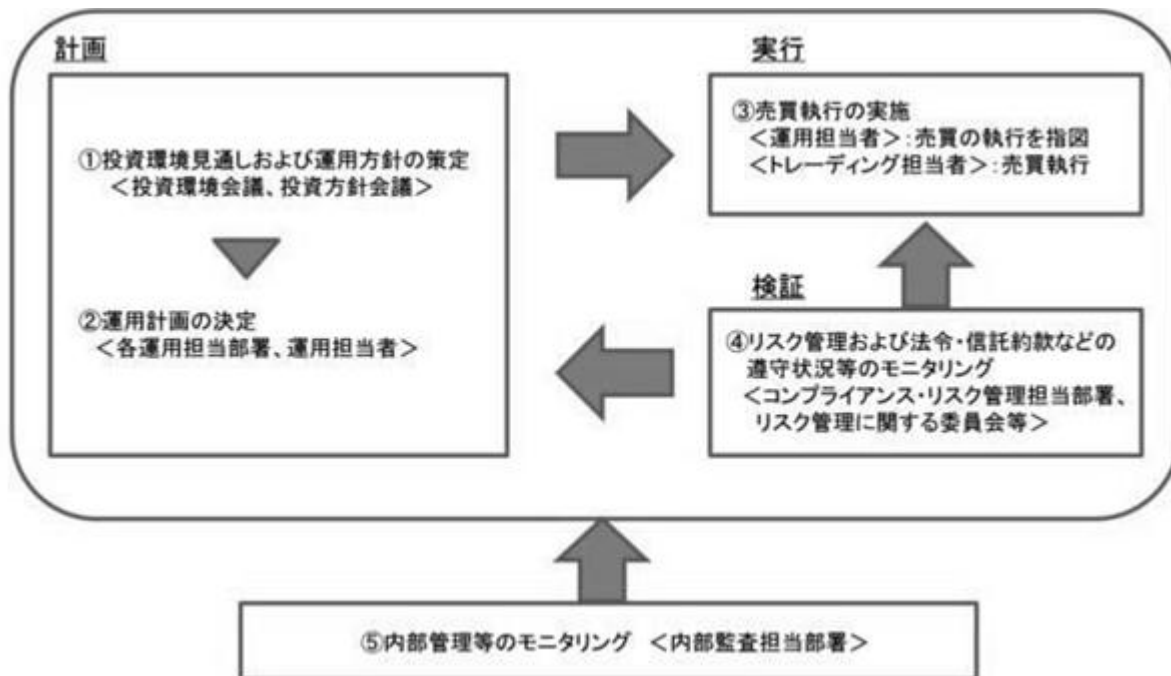 計画
①投資環境見通しおよび運用方針の策定
＜投資環境会議、投資方針会議＞
②運用計画の決定
＜各運用担当部署、運用担当者＞
実行
③売買執行の実施
＜運用担当者＞：売買の執行を指図
＜トレーディング担当者＞：売買執行
検証
④リスク管理および法令・信託約款などの
遵守状況等のモニタリング
＜コンプライアンス・リスク管理担当部署、
リスク管理に関する委員会等＞
⑤内部管理等のモニタリング ＜内部監査担当部署＞